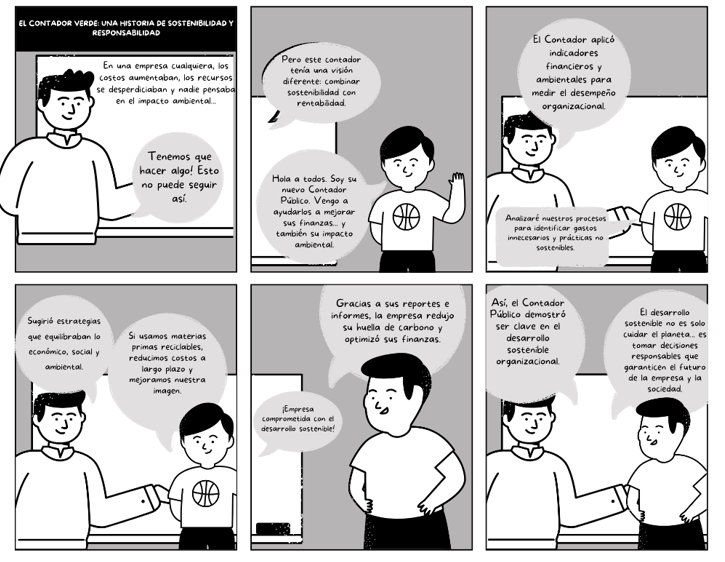 EL CONTADOR VERDE: UNA HISTORIA DE SOSTENIBILIDAD Y
RESPONSABILIDAD
En una empresa cualquiera, los
costos aumentaban, los recursos
se desperdiciaban y nadie pensaba
en el impacto ambiental...
Tenemos que
hacer algo! Esto
no puede seguir
así.
Pero este contador
tenía una visión
diferente: combinar
sostenibilidad con
rentabilidad.
Hola a todos. Soy su
nuevo Contador
Público. Vengo a
ayudarlos a mejorar
sus finanzas... y
también su impacto
ambiental.
El Contador aplicó
indicadores
financieros y
ambientales para
medir el desempeño
organizacional.
Analizaré nuestros procesos
para identificar gastos
innecesarios y prácticas no
sostenibles.
Sugirió estrategias
que equilibraban lo
económico, social y
ambiental.
Si usamos materias
primas reciclables,
reducimos costos a
largo plazo y
mejoramos nuestra
imagen.
Gracias a sus reportes e
informes, la empresa redujo
su huella de carbono y
optimizó sus finanzas.
¡Empresa
comprometida con el
desarrollo sostenible!
Así, el Contador
Público demostró
ser clave en el
desarrollo
sostenible
organizacional.
El desarrollo
sostenible no es solo
cuidar el planeta... es
tomar decisiones
responsables que
garanticen el futuro
de la empresa y la
sociedad.